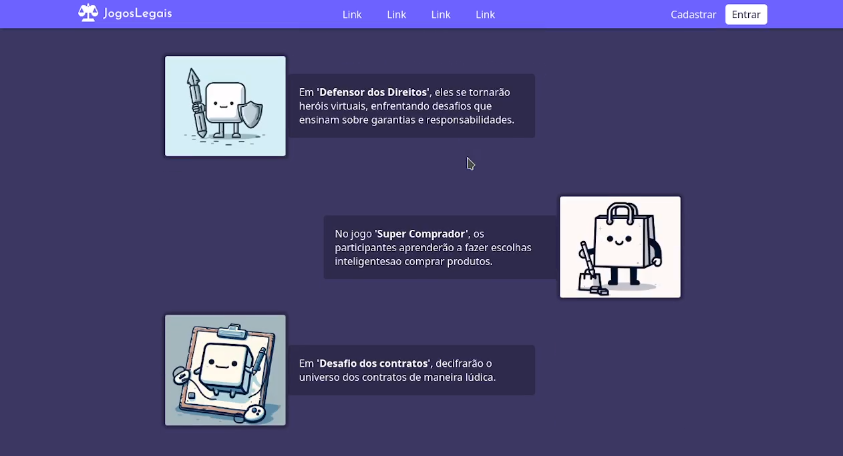 JogosLegais
Link
Link
Link
Link
Cadastrar
Entrar
Em 'Defensor dos Direitos', eles se tornarão
heróis virtuais, enfrentando desafios que
ensinam sobre garantias e responsabilidades.
No jogo 'Super Comprador', os
participantes aprenderão a fazer escolhas
inteligentesao comprar produtos.
Em 'Desafio dos contratos', decifrarão o
universo dos contratos de maneira lúdica.